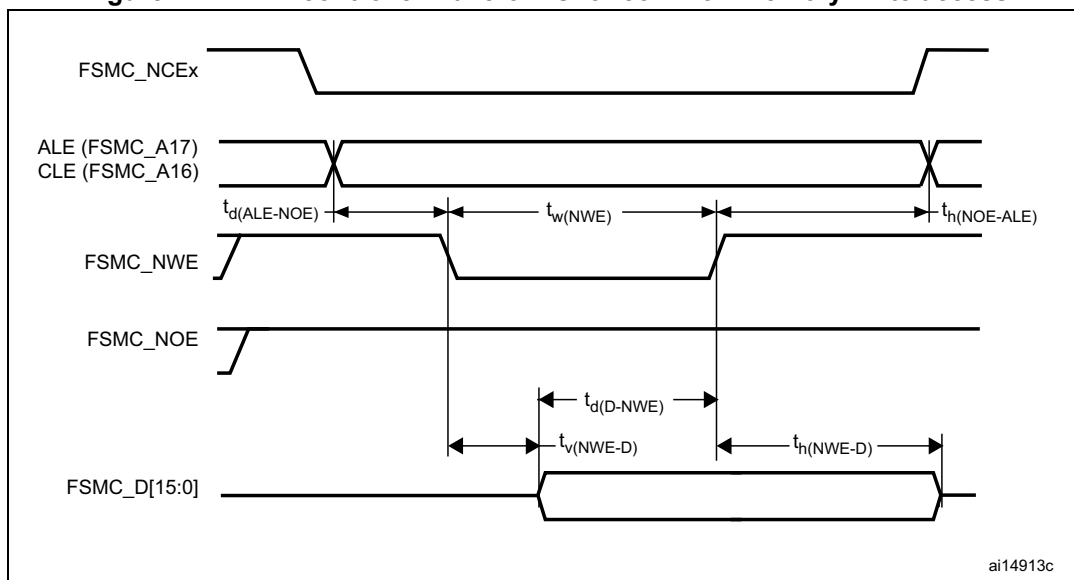 FSMC_NCEx
ALE (FSMC_A17)
CLE (FSMC_A16)
td(ALE-NOE)
tw(NWE)
th(NOE-ALE)
FSMC_NWE
FSMC_NOE
td(D-NWE)
tv(NWE-D)
th(NWE-D)
FSMC_D[15:0]
ai14913c